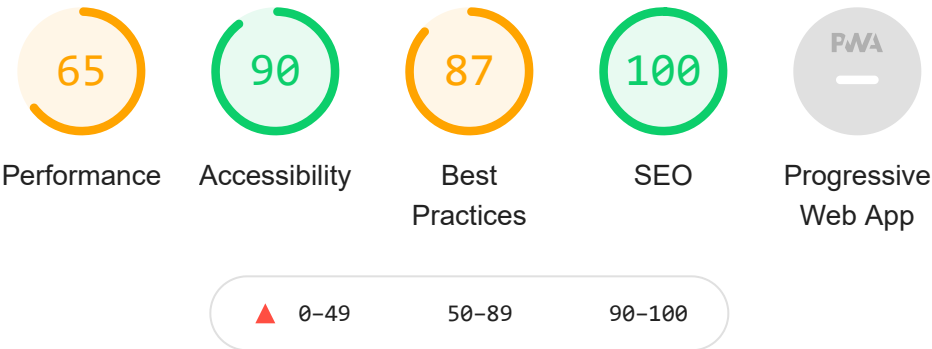 65 90 87 100 PWA
Performance Accessibility Best Practices SEO Progressive Web App
0–49 50–89 90–100